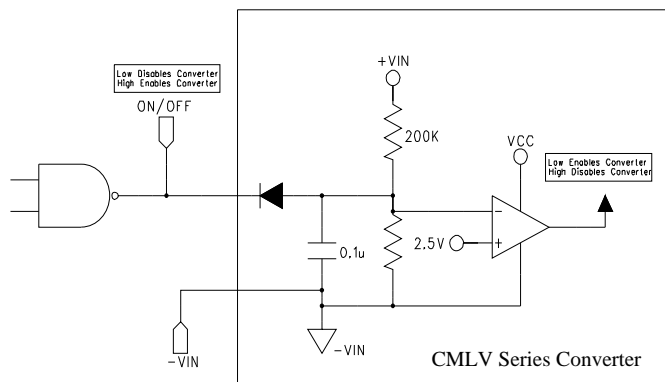 Low Disables Converter
High Enables Converter
ON/OFF
+VIN
200K
VCC
Low Enables Converter
High Disables Converter
−
2.5V
+
0.1u
-VIN
-VIN
CMLV Series Converter